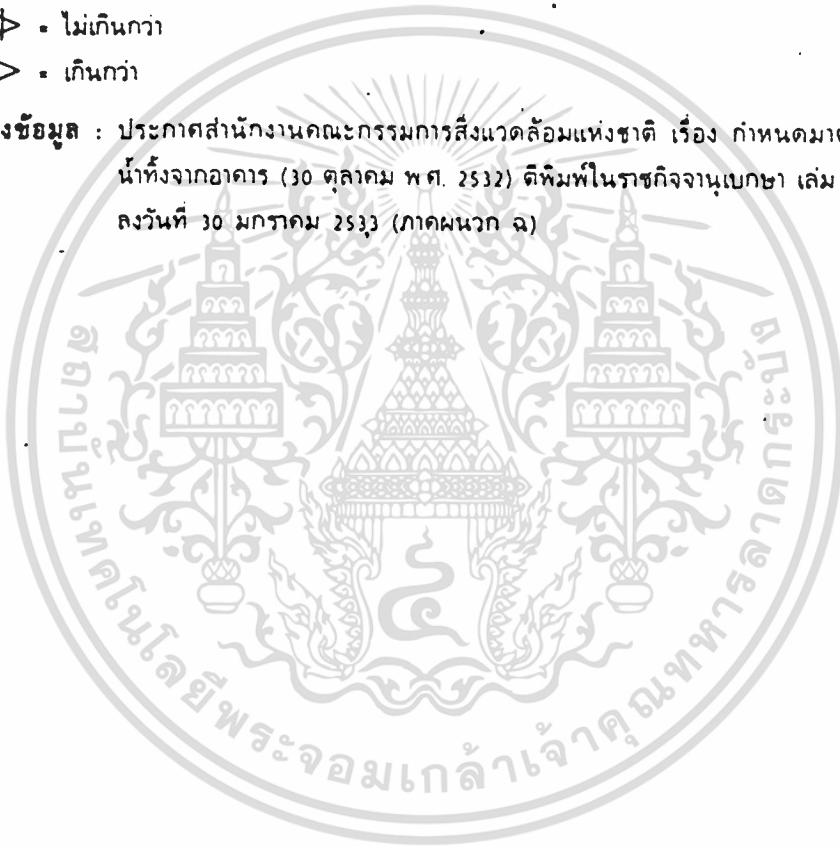 ≯ = ไม่เกินกว่า
> = เกินกว่า
งข้อมูล : ประกาศสำนักงานคณะกรรมการสิ่งแวดล้อมแห่งชาติ เรื่อง กำหนดมาต
น้ำทิ้งจากอาคาร (30 ตุลาคม พ.ศ. 2532) ตีพิมพ์ในราชกิจจานุเบกษา เล่ม
ลงวันที่ 30 มกราคม 2533 (ภาคผนวก ฉ)
สถาบันเทคโนโลยีพระจอมเกล้าเจ้าคุณทหารลาดกระบัง